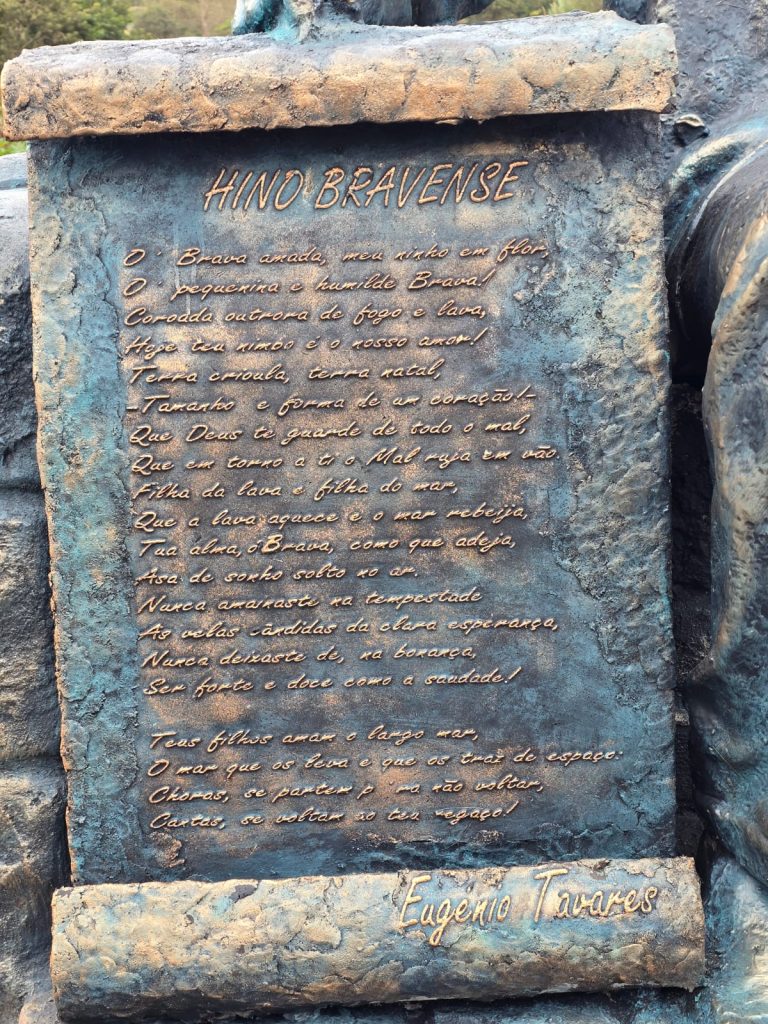 HINO BRAVENSE
O' Brava amada, meu ninho em flor,
O' pequenina e humilde Brava!
Coroada outrora de fogo e lava,
Hoje teu nimbo é o nosso amor!
Terra crioula, terra natal,
-Tamanho e forma de um coração!-
Que Deus te guarde de todo o mal,
Que em torno a ti o Mal ruja em vão.
Filha da lava e filha do mar,
Que a lava aquece e o mar rebeija,
Tua alma, ó Brava, como que adeja,
Asa de sonho solto no ar.
Nunca amainaste na tempestade
As velas cândidas da clara esperança,
Nunca deixaste de, na bonança,
Ser forte e doce como a saudade!
Teus filhos amam o largo mar,
O mar que os leva e que os traz de espaço:
Choras, se partem p ra não voltar,
Cantas, se voltam ao teu regaço!
Eugénio Tavares